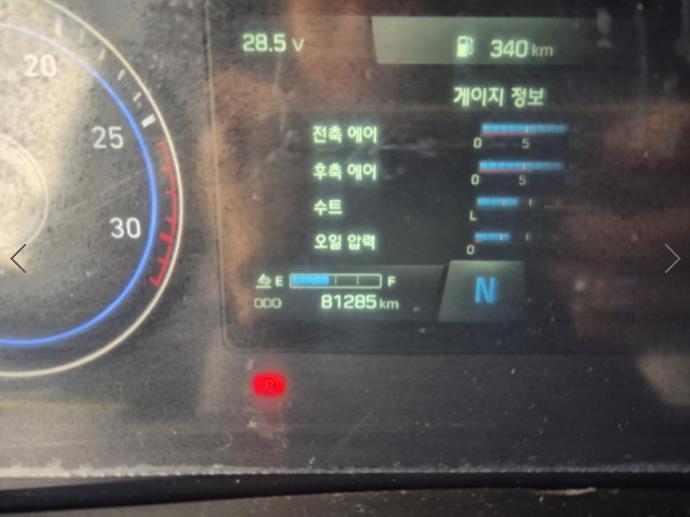 20
25
30
28.5 V
340 km
게이지 정보
전축 에어
0 5
후축 에어
0 5
수트
L
오일 압력
0
E F
ODO 81285 km
N
P